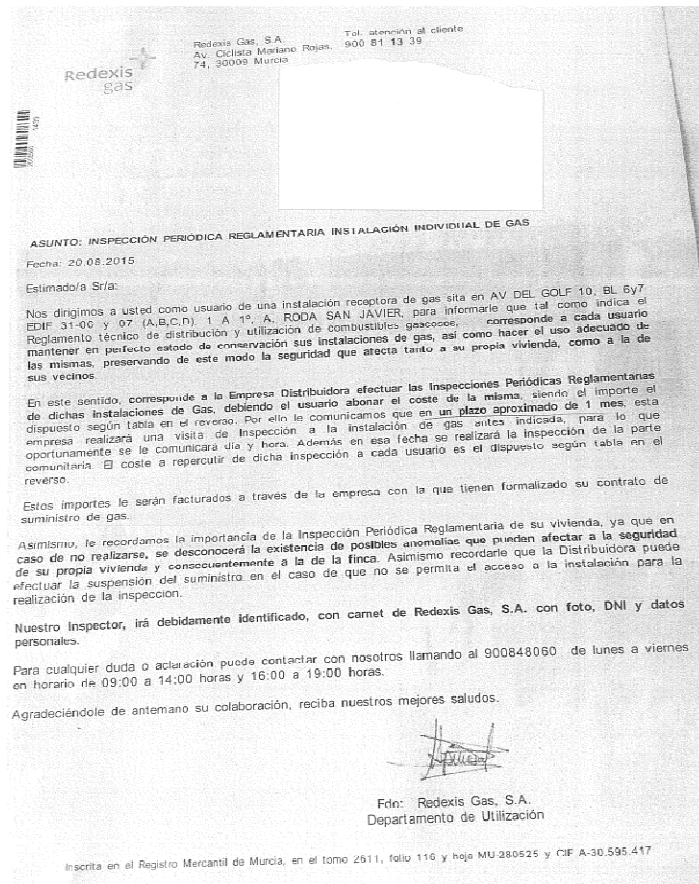 Redexis
gas
Redexis Gas, S.A.
Av. Ciclista Mariano Rojas,
74, 30009 Murcia
Tel. atención al cliente
900 81 13 39
ASUNTO: INSPECCIÓN PERIÓDICA REGLAMENTARIA INSTALACIÓN INDIVIDUAL DE GAS
Fecha: 20.08.2015
Estimado/a Sr/a:
Nos dirigimos a usted como usuario de una instalación receptora de gas sita en AV DEL GOLF 10, BL 6y7
EDIF 31-00 y 07 (A,B,C,D) 1 A 1º, A, RODA SAN JAVIER, para informarle que tal como indica el
Reglamento técnico de distribución y utilización de combustibles gaseosos, corresponde a cada usuario
mantener en perfecto estado de conservación sus instalaciones de gas, así como hacer el uso adecuado de
las mismas, preservando de este modo la seguridad que afecta tanto a su propia vivienda, como a la de
sus vecinos.
En este sentido, corresponde a la Empresa Distribuidora efectuar las Inspecciones Periódicas Reglamentarias
de dichas instalaciones de Gas, debiendo el usuario abonar el coste de la misma, siendo el importe el
dispuesto según tabla en el reverso. Por ello le comunicamos que en un plazo aproximado de 1 mes, esta
empresa realizará una visita de Inspección a la instalación de gas antes indicada, para lo que
oportunamente se le comunicará día y hora. Además en esa fecha se realizará la inspección de la parte
comunitaria. El coste a repercutir de dicha inspección a cada usuario es el dispuesto según tabla en el
reverso.
Estos importes le serán facturados a través de la empresa con la que tienen formalizado su contrato de
suministro de gas.
Asimismo, le recordamos la importancia de la Inspección Periódica Reglamentaria de su vivienda, ya que en
caso de no realizarse, se desconocerá la existencia de posibles anomalías que pueden afectar a la seguridad
de su propia vivienda y consecuentemente a la de la finca. Asimismo recordarle que la Distribuidora puede
efectuar la suspensión del suministro en el caso de que no se permita el acceso a la instalación para la
realización de la inspección.
Nuestro Inspector, irá debidamente identificado, con carnet de Redexis Gas, S.A. con foto, DNI y datos
personales.
Para cualquier duda o aclaración puede contactar con nosotros llamando al 900848060 de lunes a viernes
en horario de 09:00 a 14:00 horas y 16:00 a 19:00 horas.
Agradeciéndole de antemano su colaboración, reciba nuestros mejores saludos.
Fdn: Redexis Gas, S.A.
Departamento de Utilización
Inscrita en el Registro Mercantil de Murcia, en el tomo 2611, folio 116 y hoja MU-280525 y CIF A-30.595.417